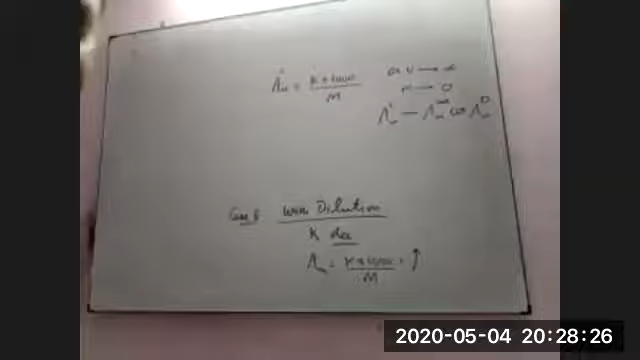 Λm = K × 1000
M
as V → ∞
M → 0
Λm → Λm^∞ or Λm^0
With Dilution
K dec
Λm = K × 1000 = ↑
M
2020-05-04 20:28:26